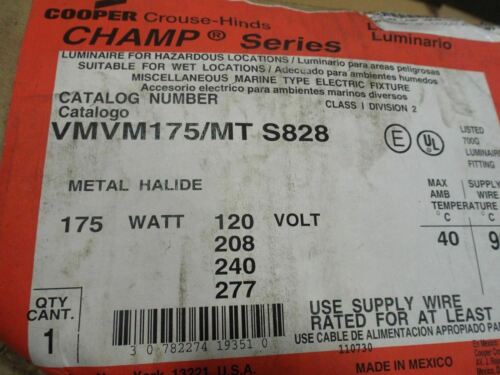 COOPER Crouse-Hinds
CHAMP® Series
Luminario
LUMINAIRE FOR HAZARDOUS LOCATIONS / Luminario para areas peligrosas
SUITABLE FOR WET LOCATIONS / Adecuado para ambientes humedos
MISCELLANEOUS MARINE TYPE ELECTRIC FIXTURE
Accesorio electrico para ambientes marinos diversos
CATALOG NUMBER
Catalogo
CLASS I DIVISION 2
VMVM175/MT S828
E
UL
LISTED
700G
LUMINAIRE
FITTING
METAL HALIDE
MAX
AMB
SUPPLY
WIRE
TEMPERATURE
°C
°C
175 WATT 120 VOLT
208
240
277
40
9
QTY
CANT.
1
3 0 782274 19351 0
USE SUPPLY WIRE
RATED FOR AT LEAST
USE CABLE DE ALIMENTACION APROPIADO
110730
MADE IN MEXICO
13221, U.S.A.